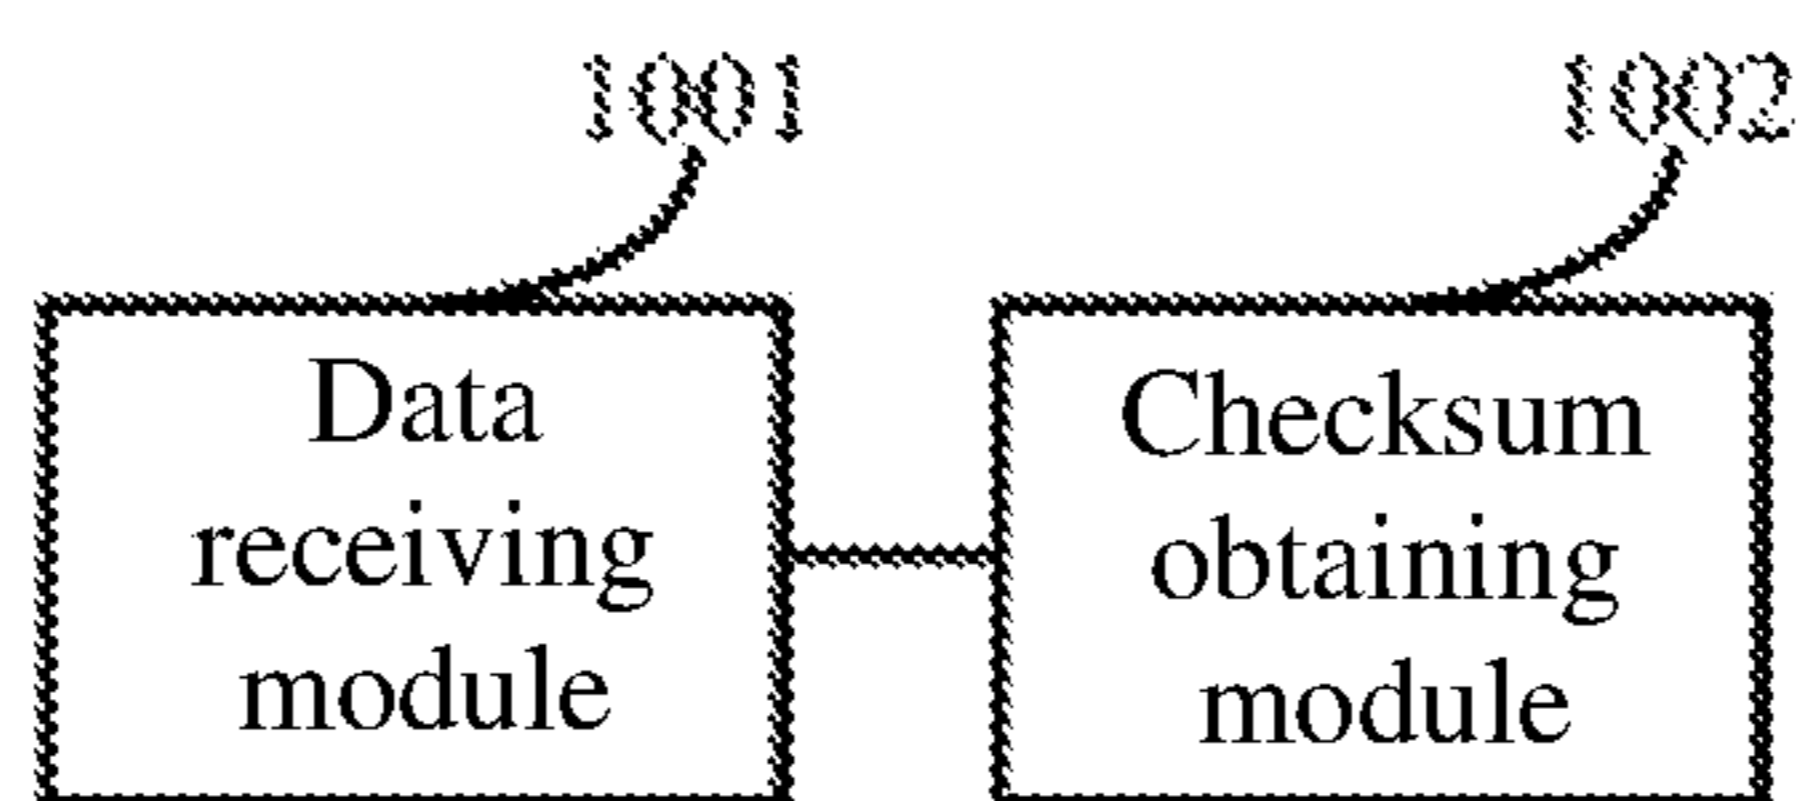 1001
1002
Data
receiving
module
Checksum
obtaining
module